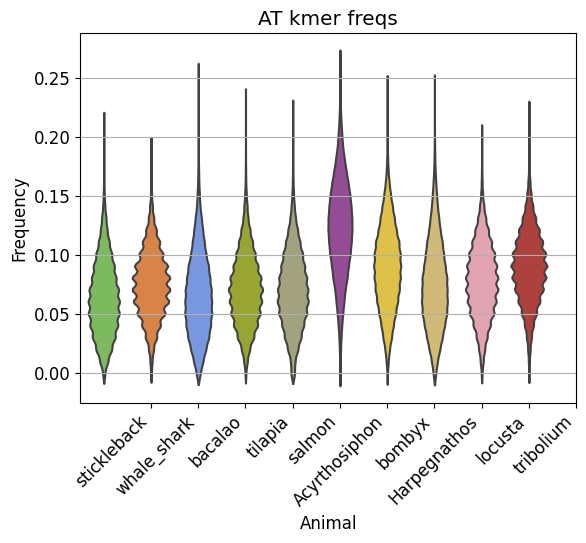 AT kmer freqs
Frequency
0.25
0.20
0.15
0.10
0.05
0.00
stickleback
whale_shark
bacalao
tilapia
salmon
Acyrthosiphon
bombyx
Harpegnathos
locusta
tribolium
Animal